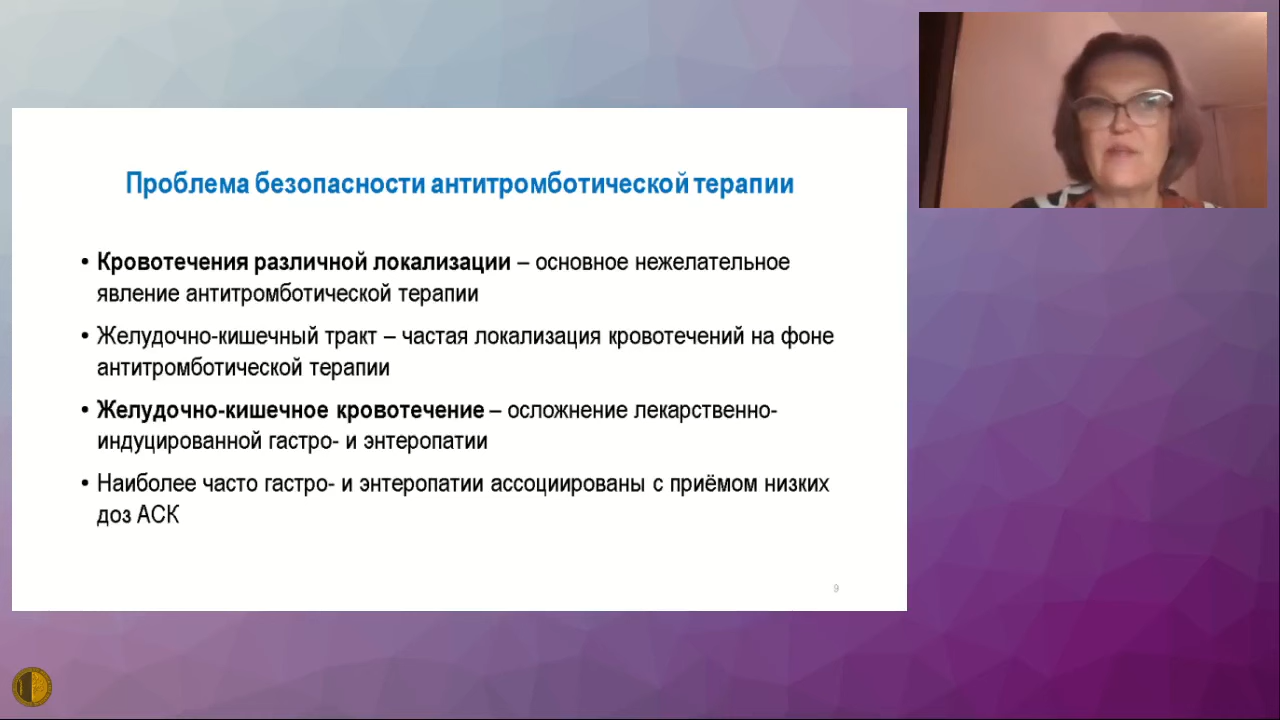 Проблема безопасности антитромботической терапии
• Кровотечения различной локализации – основное нежелательное
явление антитромботической терапии
• Желудочно-кишечный тракт – частая локализация кровотечений на фоне
антитромботической терапии
• Желудочно-кишечное кровотечение – осложнение лекарственно-
индуцированной гастро- и энтеропатии
• Наиболее часто гастро- и энтеропатии ассоциированы с приёмом низких
доз АСК
9